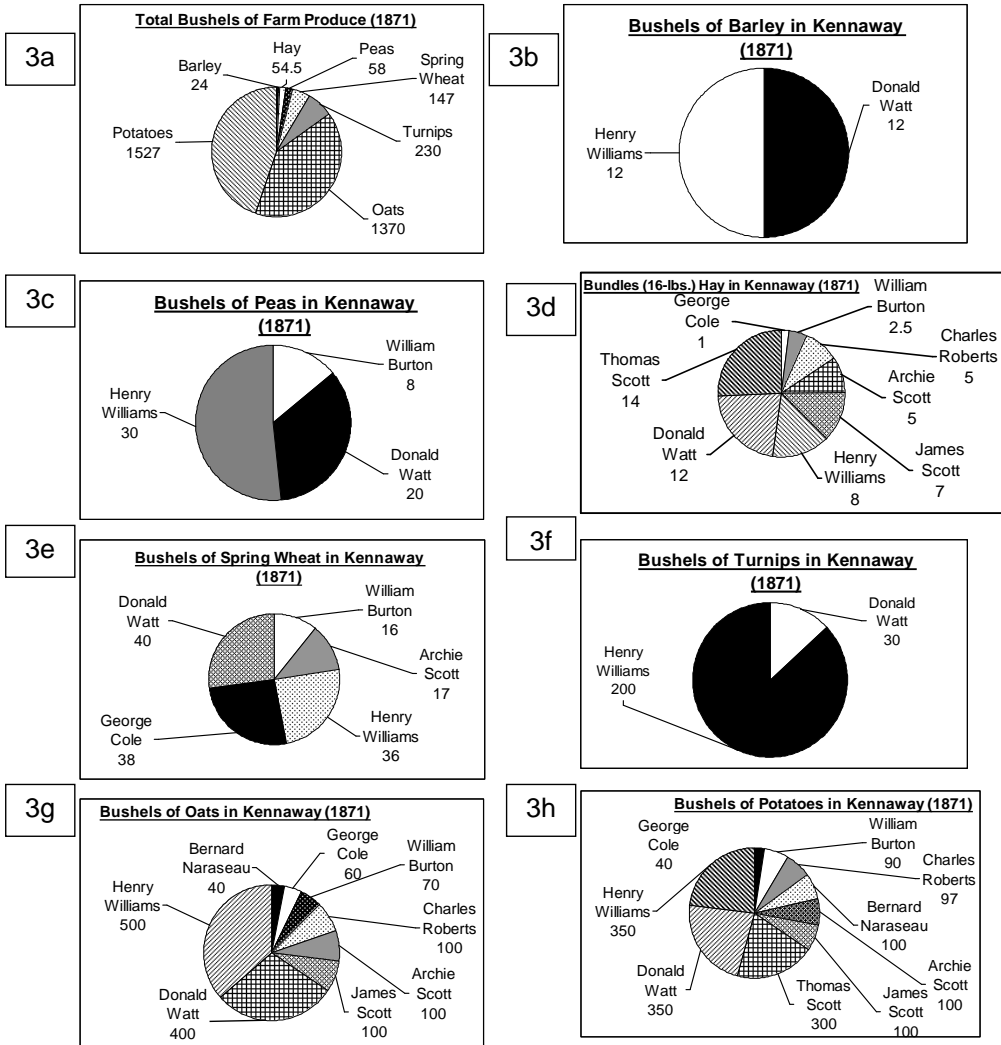 3a
Total Bushels of Farm Produce (1871)
Barley
24
Hay
54.5
Peas
58
Spring
Wheat
147
Turnips
230
Oats
1370
Potatoes
1527
3b
Bushels of Barley in Kennaway
(1871)
Donald
Watt
12
Henry
Williams
12
3c
Bushels of Peas in Kennaway
(1871)
William
Burton
8
Donald
Watt
20
Henry
Williams
30
3d
Bundles (16-lbs.) Hay in Kennaway (1871)
George
Cole
1
William
Burton
2.5
Charles
Roberts
5
Archie
Scott
5
James
Scott
7
Henry
Williams
8
Donald
Watt
12
Thomas
Scott
14
3e
Bushels of Spring Wheat in Kennaway
(1871)
William
Burton
16
Archie
Scott
17
Henry
Williams
36
George
Cole
38
Donald
Watt
40
3f
Bushels of Turnips in Kennaway
(1871)
Donald
Watt
30
Henry
Williams
200
3g
Bushels of Oats in Kennaway (1871)
Bernard
Naraseau
40
George
Cole
60
William
Burton
70
Charles
Roberts
100
Archie
Scott
100
James
Scott
100
Donald
Watt
400
Henry
Williams
500
3h
Bushels of Potatoes in Kennaway (1871)
George
Cole
40
William
Burton
90
Charles
Roberts
97
Bernard
Naraseau
100
Archie
Scott
100
James
Scott
100
Thomas
Scott
300
Donald
Watt
350
Henry
Williams
350